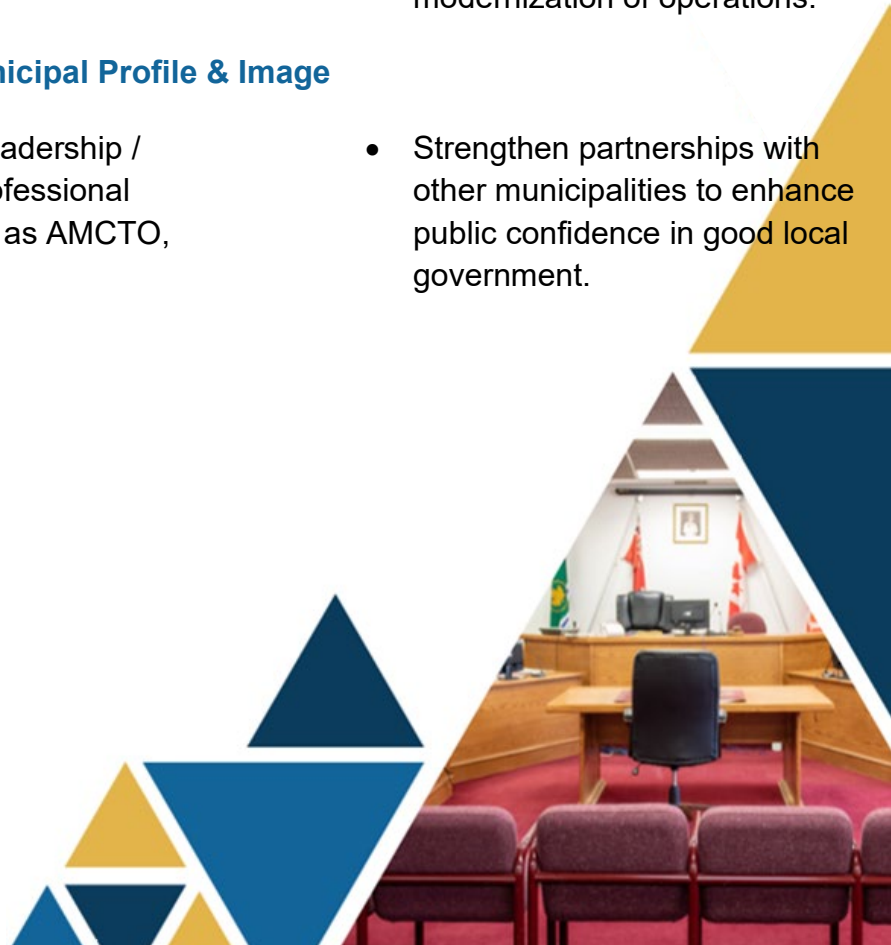 modernization of operations.
nicipal Profile & Image
adership /
ofessional
as AMCTO,
• Strengthen partnerships with
other municipalities to enhance
public confidence in good local
government.